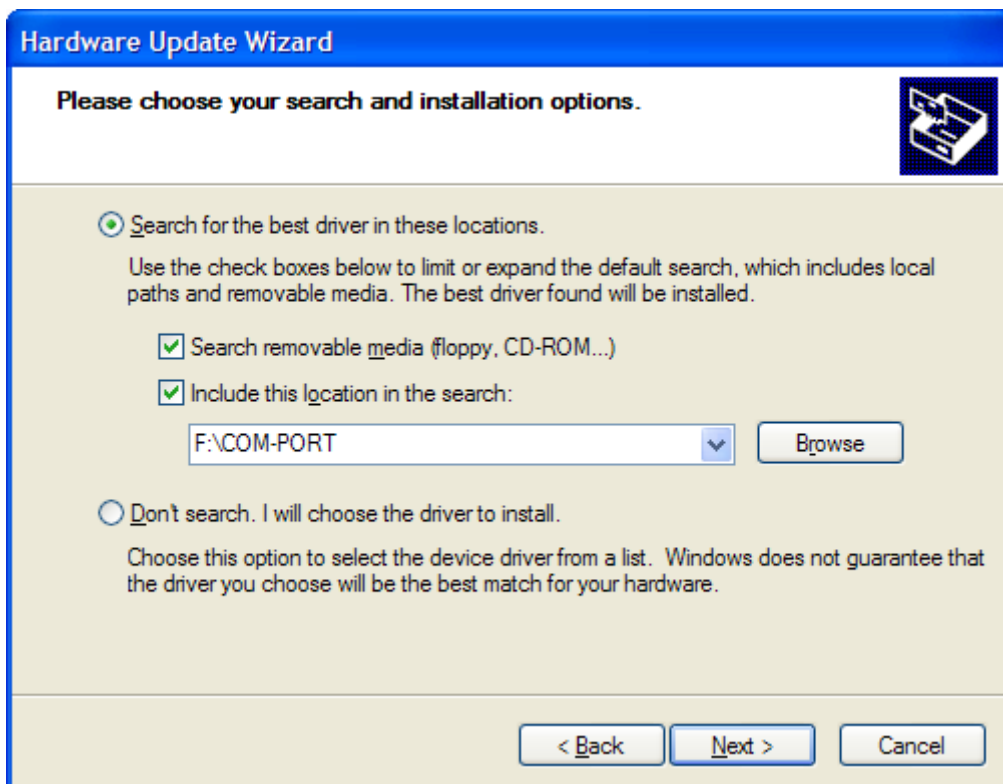 Hardware Update Wizard
Please choose your search and installation options.
Search for the best driver in these locations.
Use the check boxes below to limit or expand the default search, which includes local
paths and removable media. The best driver found will be installed.
Search removable media (floppy, CD-ROM...)
Include this location in the search:
F:\COM-PORT
Browse
Don't search. I will choose the driver to install.
Choose this option to select the device driver from a list. Windows does not guarantee that
the driver you choose will be the best match for your hardware.
< Back Next > Cancel